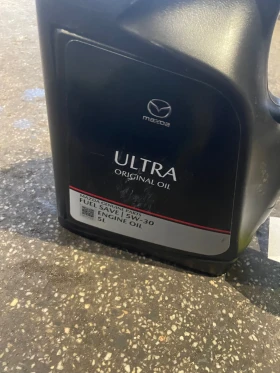 mazda
ULTRA
ORIGINAL OIL
FUEL SAVE | 5W-30
ENGINE OIL
5L